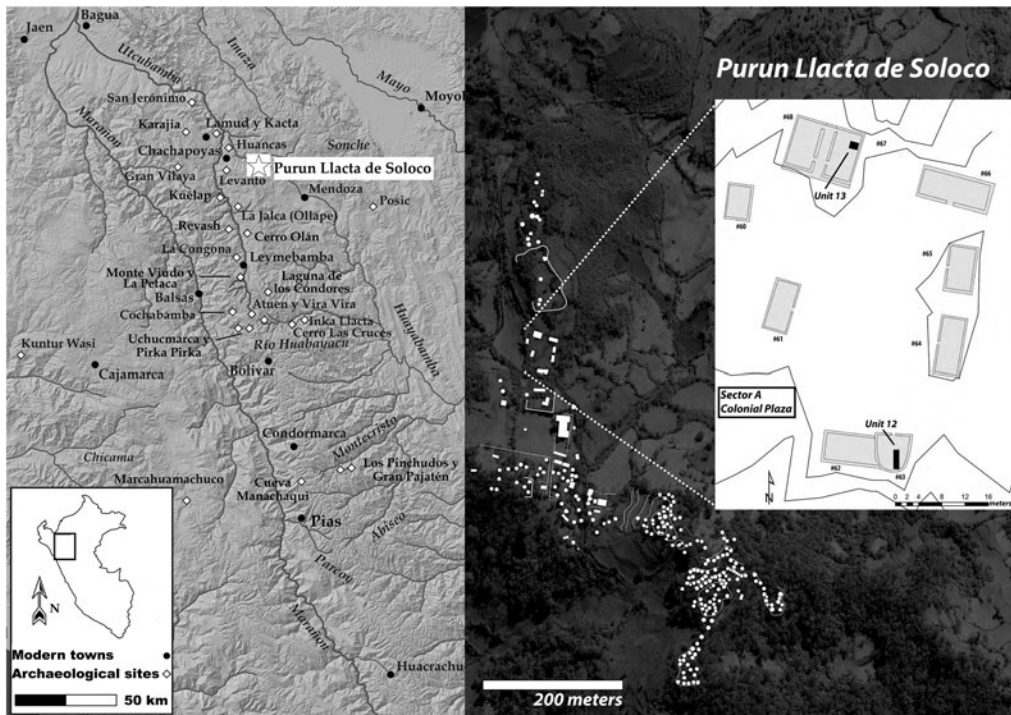 Bagua
Jaen
Utcubamba
Imaza
Mayo
Moyob
San Jerónimo
Marañón
Karajia
Lamud y Kacta
Huancas
Sonche
Chachapoyas
Purun Llacta de Soloco
Gran Vilaya
Levanto
Mendoza
Kuélap
Posic
La Jalca (Ollape)
Revash
Cerro Olán
La Congona
Leymebamba
Monte Viudo y
La Petaca
Laguna de
los Cóndores
Balsas
Atuen y Vira Vira
Cochabamba
Inka Llacta
Cerro Las Cruces
Uchucmarca y
Pirka Pirka
Río Huabayacu
Huayabamba
Kuntur Wasi
Cajamarca
Bolívar
Condormarca
Montecristo
Chicama
Los Pinchudos y
Gran Pajatén
Marcahuamachuco
Cueva
Manachaqui
Pias
Abiseo
Parcoy
Marañón
Huacrachu
N
Modern towns
Archaeological sites
50 km
Purun Llacta de Soloco
#68
#67
Unit 13
#66
#60
#65
#61
#64
Sector A
Colonial Plaza
Unit 12
#62
#63
N
0 2 4 8 12 16
meters
200 meters